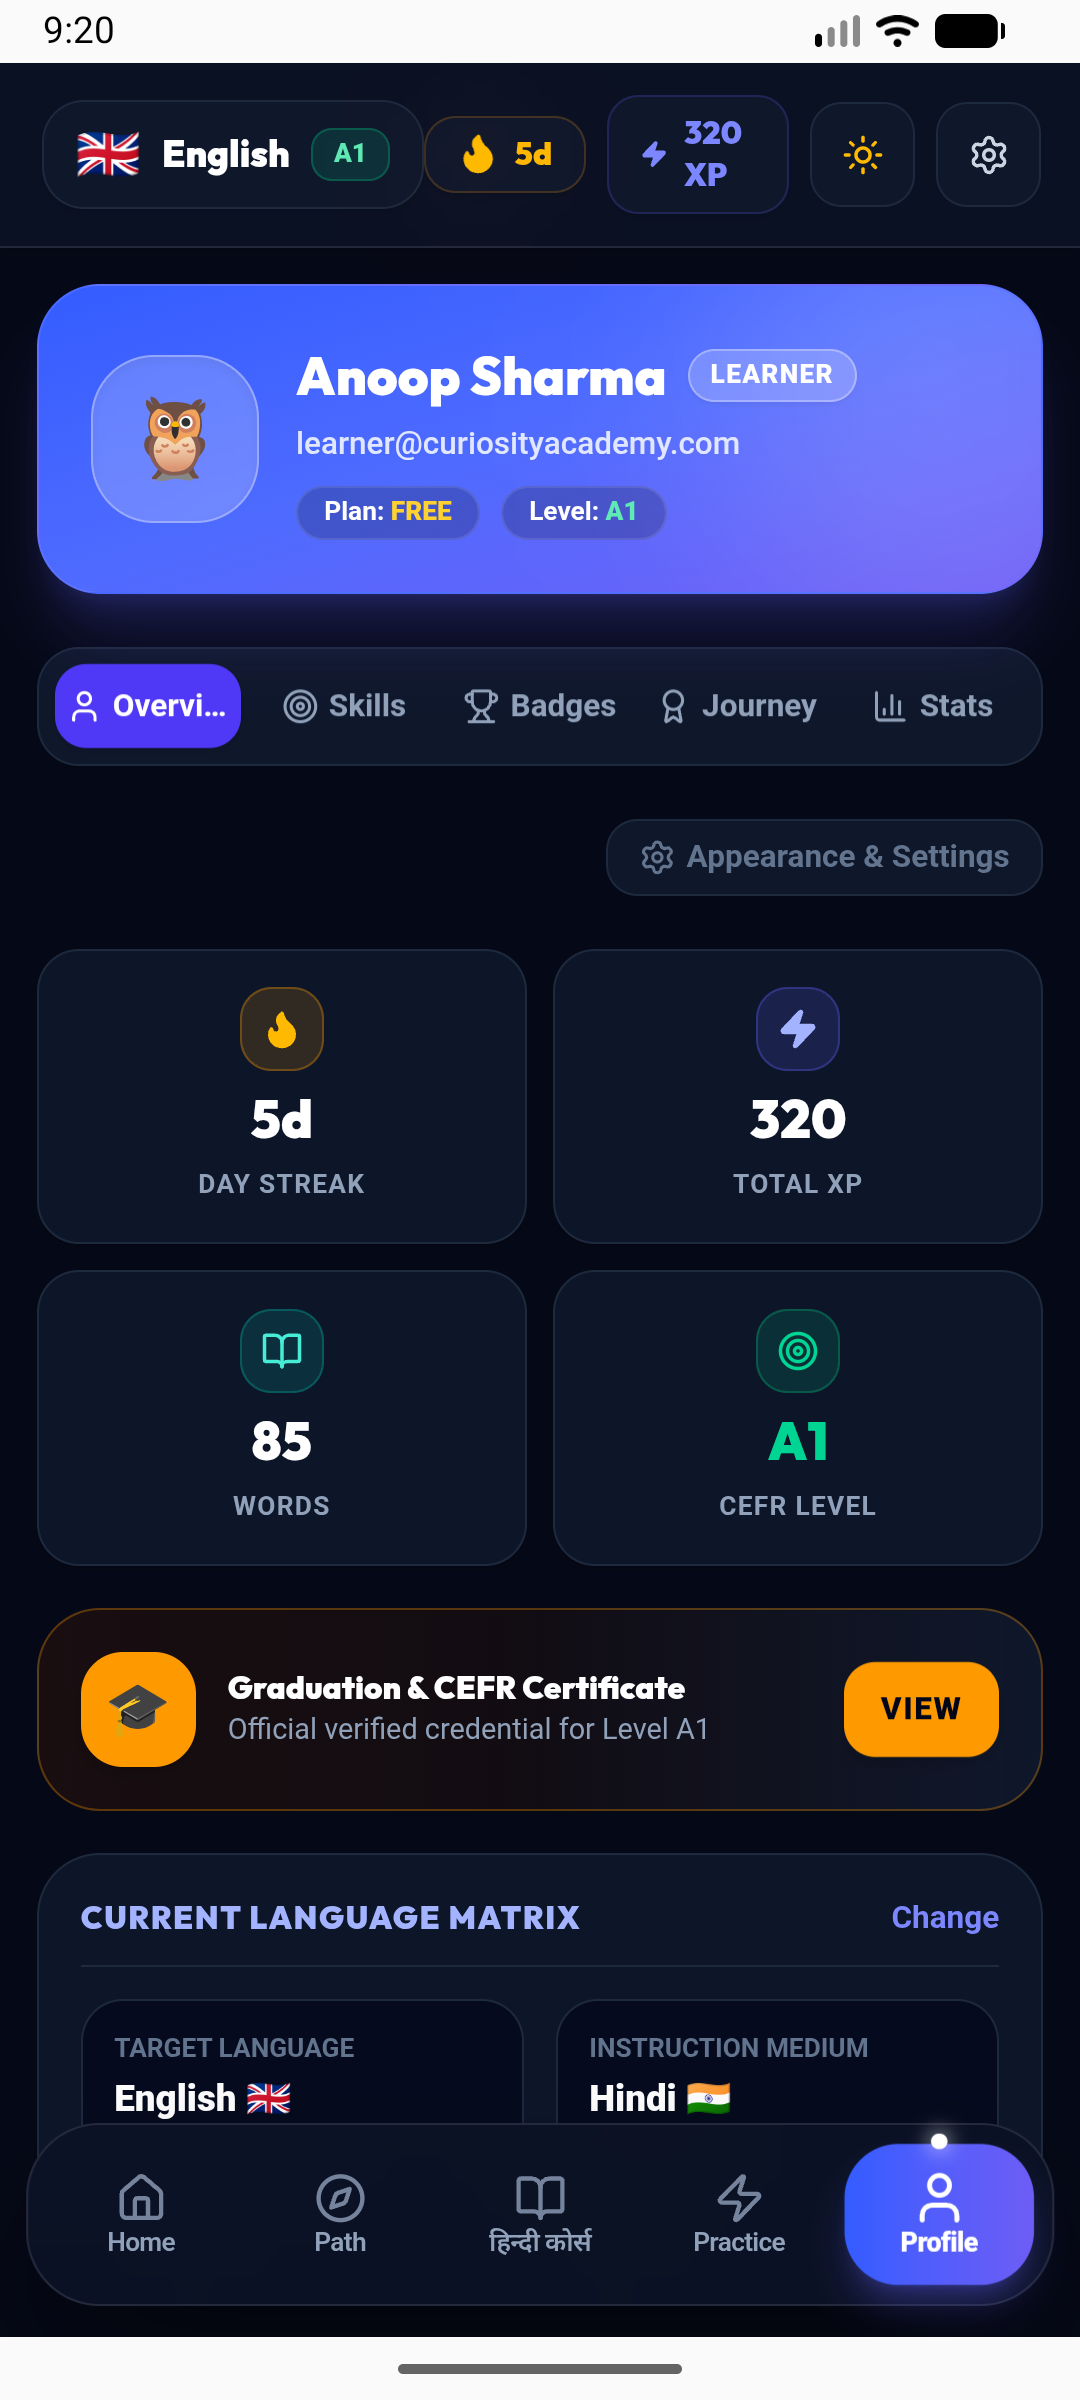 9:20
English A1
5d
320
XP
Anoop Sharma LEARNER
learner@curiosityacademy.com
Plan: FREE Level: A1
Overvi... Skills Badges Journey Stats
Appearance & Settings
5d
DAY STREAK
320
TOTAL XP
85
WORDS
A1
CEFR LEVEL
Graduation & CEFR Certificate
Official verified credential for Level A1
VIEW
CURRENT LANGUAGE MATRIX Change
TARGET LANGUAGE
English
INSTRUCTION MEDIUM
Hindi
Home Path हिन्दी कोर्स Practice Profile